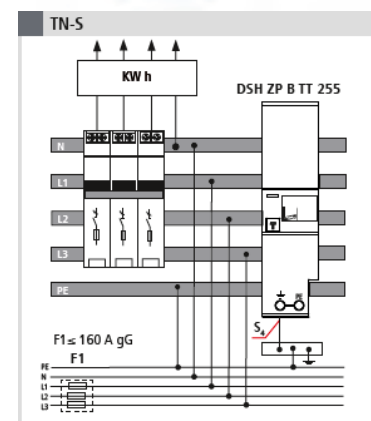 TN-S
KW h
DSH ZP B TT 255
N
L1
L2
L3
PE
PE
S4
F1≤ 160 A gG
F1
PE
N
L1
L2
L3